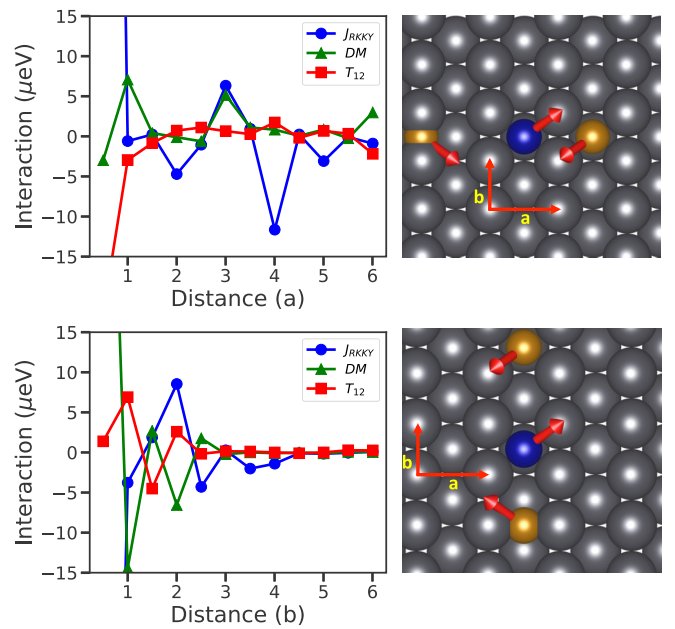 15
10
5
0
−5
−10
−15
Interaction (μeV)
J_RKKY
DM
T_12
1 2 3 4 5 6
Distance (a)
b
a
15
10
5
0
−5
−10
−15
Interaction (μeV)
J_RKKY
DM
T_12
1 2 3 4 5 6
Distance (b)
b
a